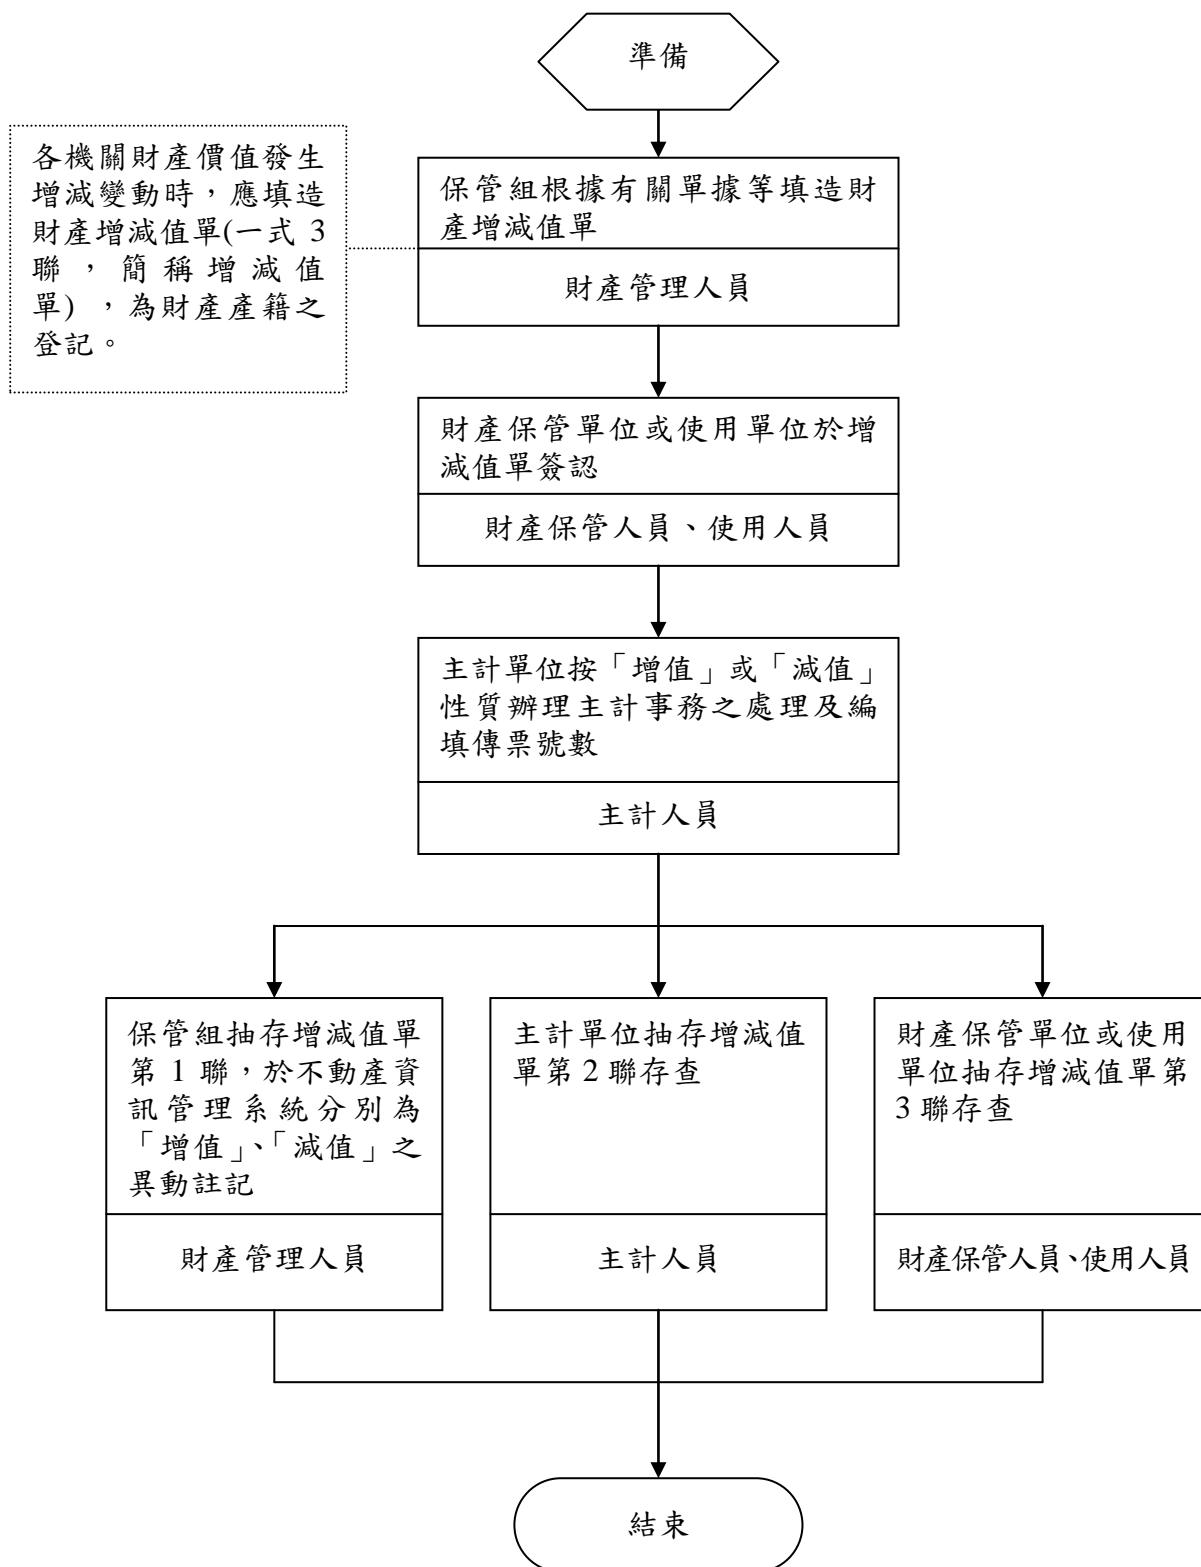 準備
各機關財產價值發生
增減變動時，應填造
財產增減值單(一式 3
聯，簡稱增減值
單)，為財產產籍之
登記。
保管組根據有關單據等填造財
產增減值單
財產管理人員
財產保管單位或使用單位於增
減值單簽認
財產保管人員、使用人員
主計單位按「增值」或「減值」
性質辦理主計事務之處理及編
填傳票號數
主計人員
保管組抽存增減值單
第 1 聯，於不動產資
訊管理系統分別為
「增值」、「減值」之
異動註記
財產管理人員
主計單位抽存增減值
單第 2 聯存查
主計人員
財產保管單位或使用
單位抽存增減值單第
3 聯存查
財產保管人員、使用人員
結束